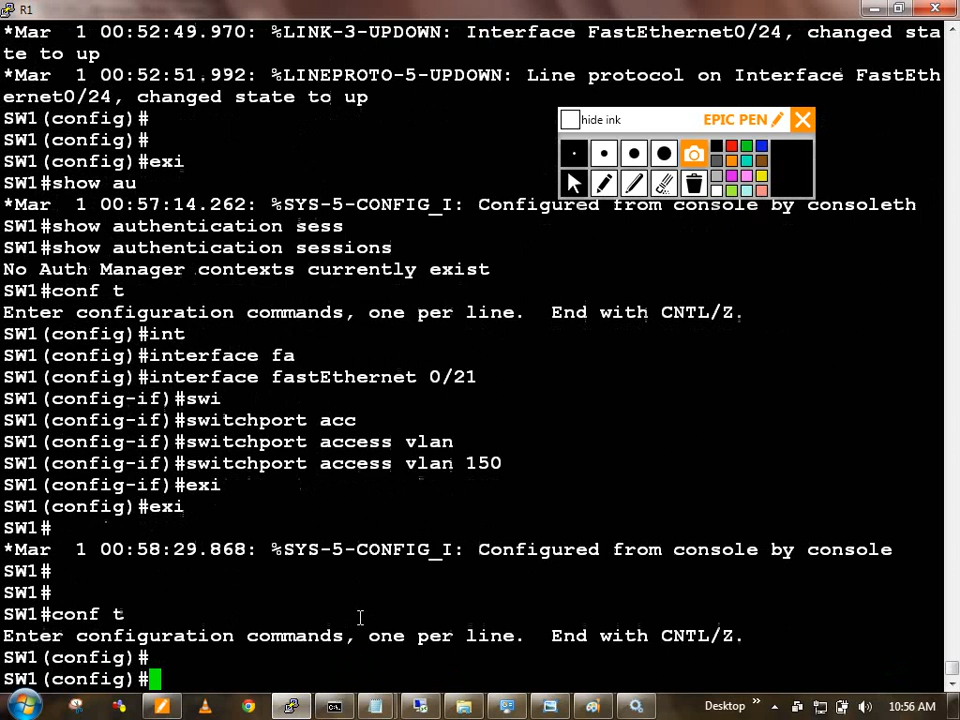 R1
*Mar  1 00:52:49.970: %LINK-3-UPDOWN: Interface FastEthernet0/24, changed sta
te to up
*Mar  1 00:52:51.992: %LINEPROTO-5-UPDOWN: Line protocol on Interface FastEth
ernet0/24, changed state to up
SW1(config)#
SW1(config)#
SW1(config)#exi
SW1#show au
*Mar  1 00:57:14.262: %SYS-5-CONFIG_I: Configured from console by consoleth
SW1#show authentication sess
SW1#show authentication sessions
No Auth Manager contexts currently exist
SW1#conf t
Enter configuration commands, one per line.  End with CNTL/Z.
SW1(config)#int
SW1(config)#interface fa
SW1(config)#interface fastEthernet 0/21
SW1(config-if)#swi
SW1(config-if)#switchport acc
SW1(config-if)#switchport access vlan
SW1(config-if)#switchport access vlan 150
SW1(config-if)#exi
SW1(config)#exi
SW1#
*Mar  1 00:58:29.868: %SYS-5-CONFIG_I: Configured from console by console
SW1#
SW1#
SW1#conf t
Enter configuration commands, one per line.  End with CNTL/Z.
SW1(config)#
SW1(config)#
hide ink
EPIC PEN
Desktop
10:56 AM